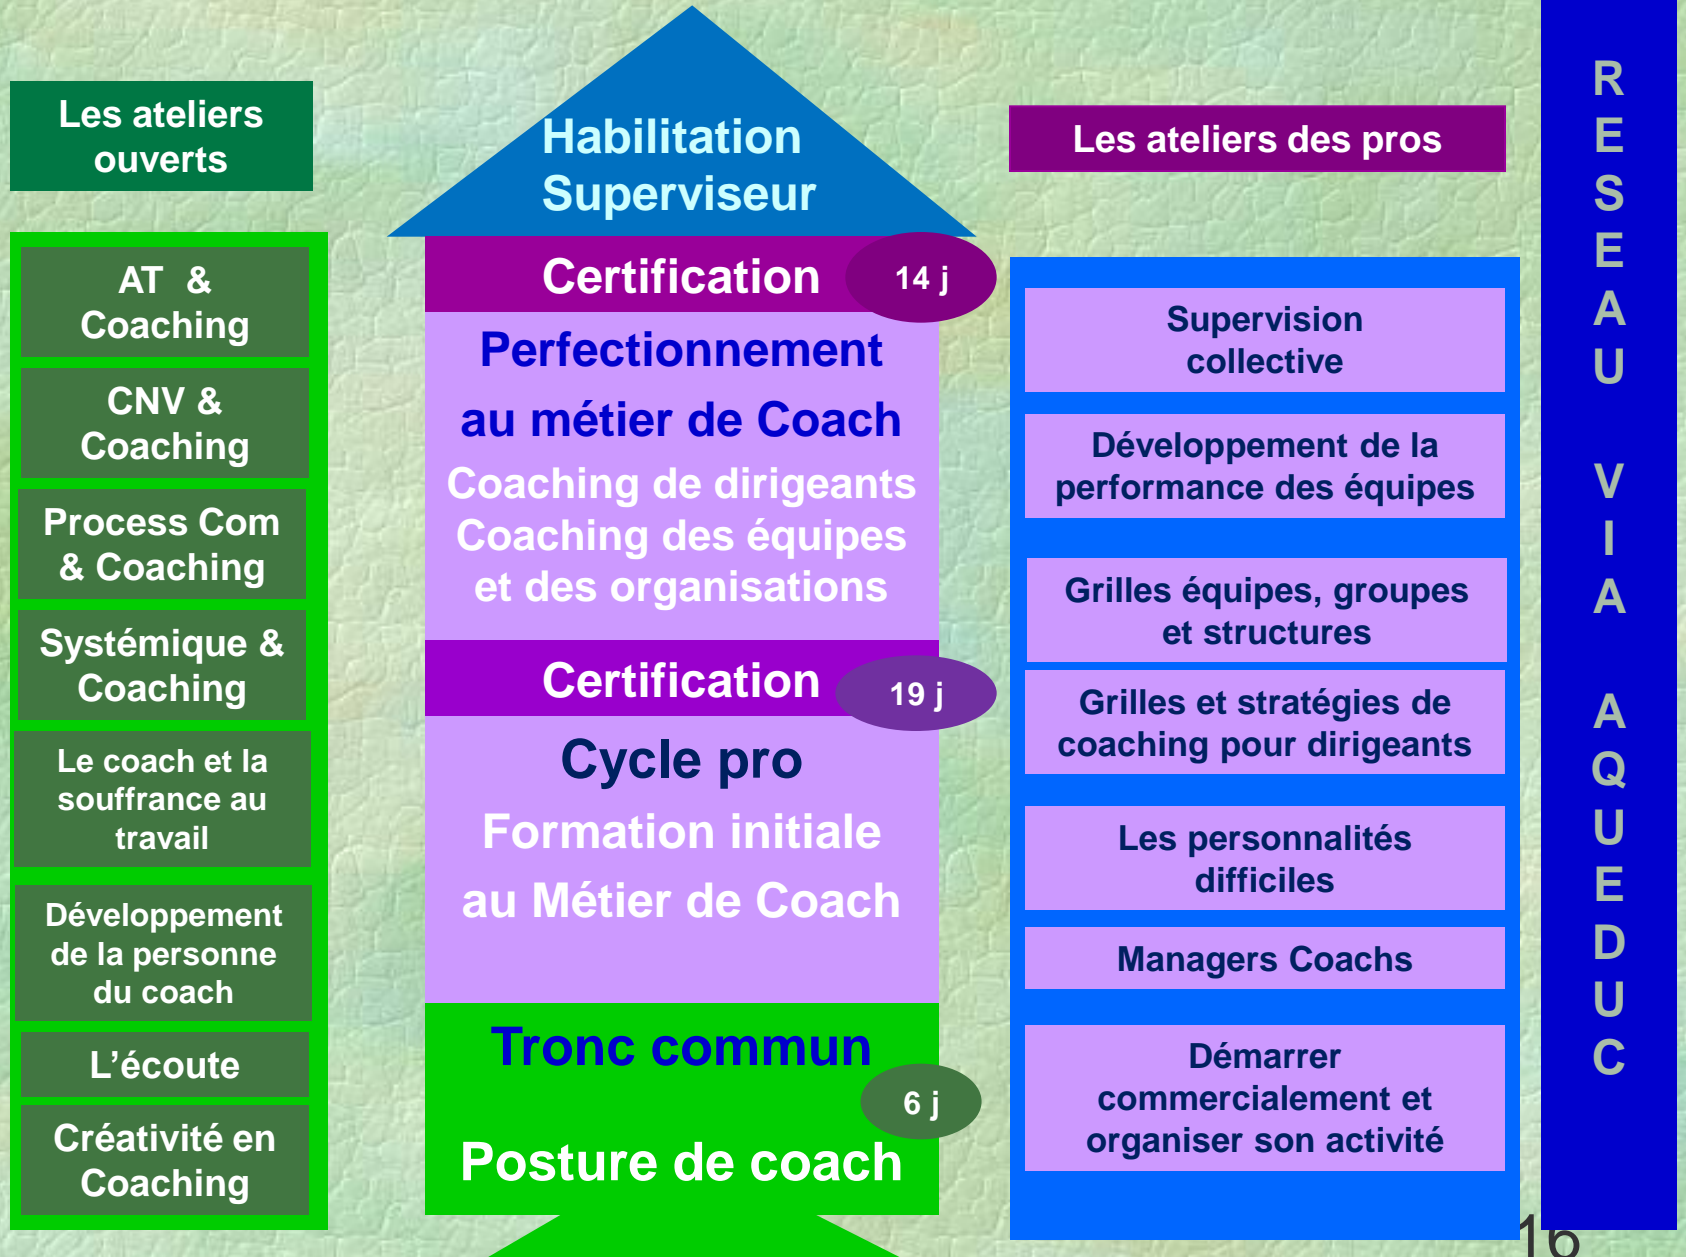 Les ateliers
ouverts
AT & 
Coaching
CNV &
Coaching
Process Com
& Coaching
Systémique &
Coaching
Le coach et la
souffrance au
travail
Développement
de la personne
du coach
L’écoute
Créativité en
Coaching
Habilitation
Superviseur
Certification
14 j
Perfectionnement
au métier de Coach
Coaching de dirigeants
Coaching des équipes
et des organisations
Certification
19 j
Cycle pro
Formation initiale
au Métier de Coach
Tronc commun
6 j
Posture de coach
Les ateliers des pros
Supervision
collective
Développement de la
performance des équipes
Grilles équipes, groupes
et structures
Grilles et stratégies de
coaching pour dirigeants
Les personnalités
difficiles
Managers Coachs
Démarrer
commercialement et
organiser son activité
RESEAU VIA AQUEDUC
16